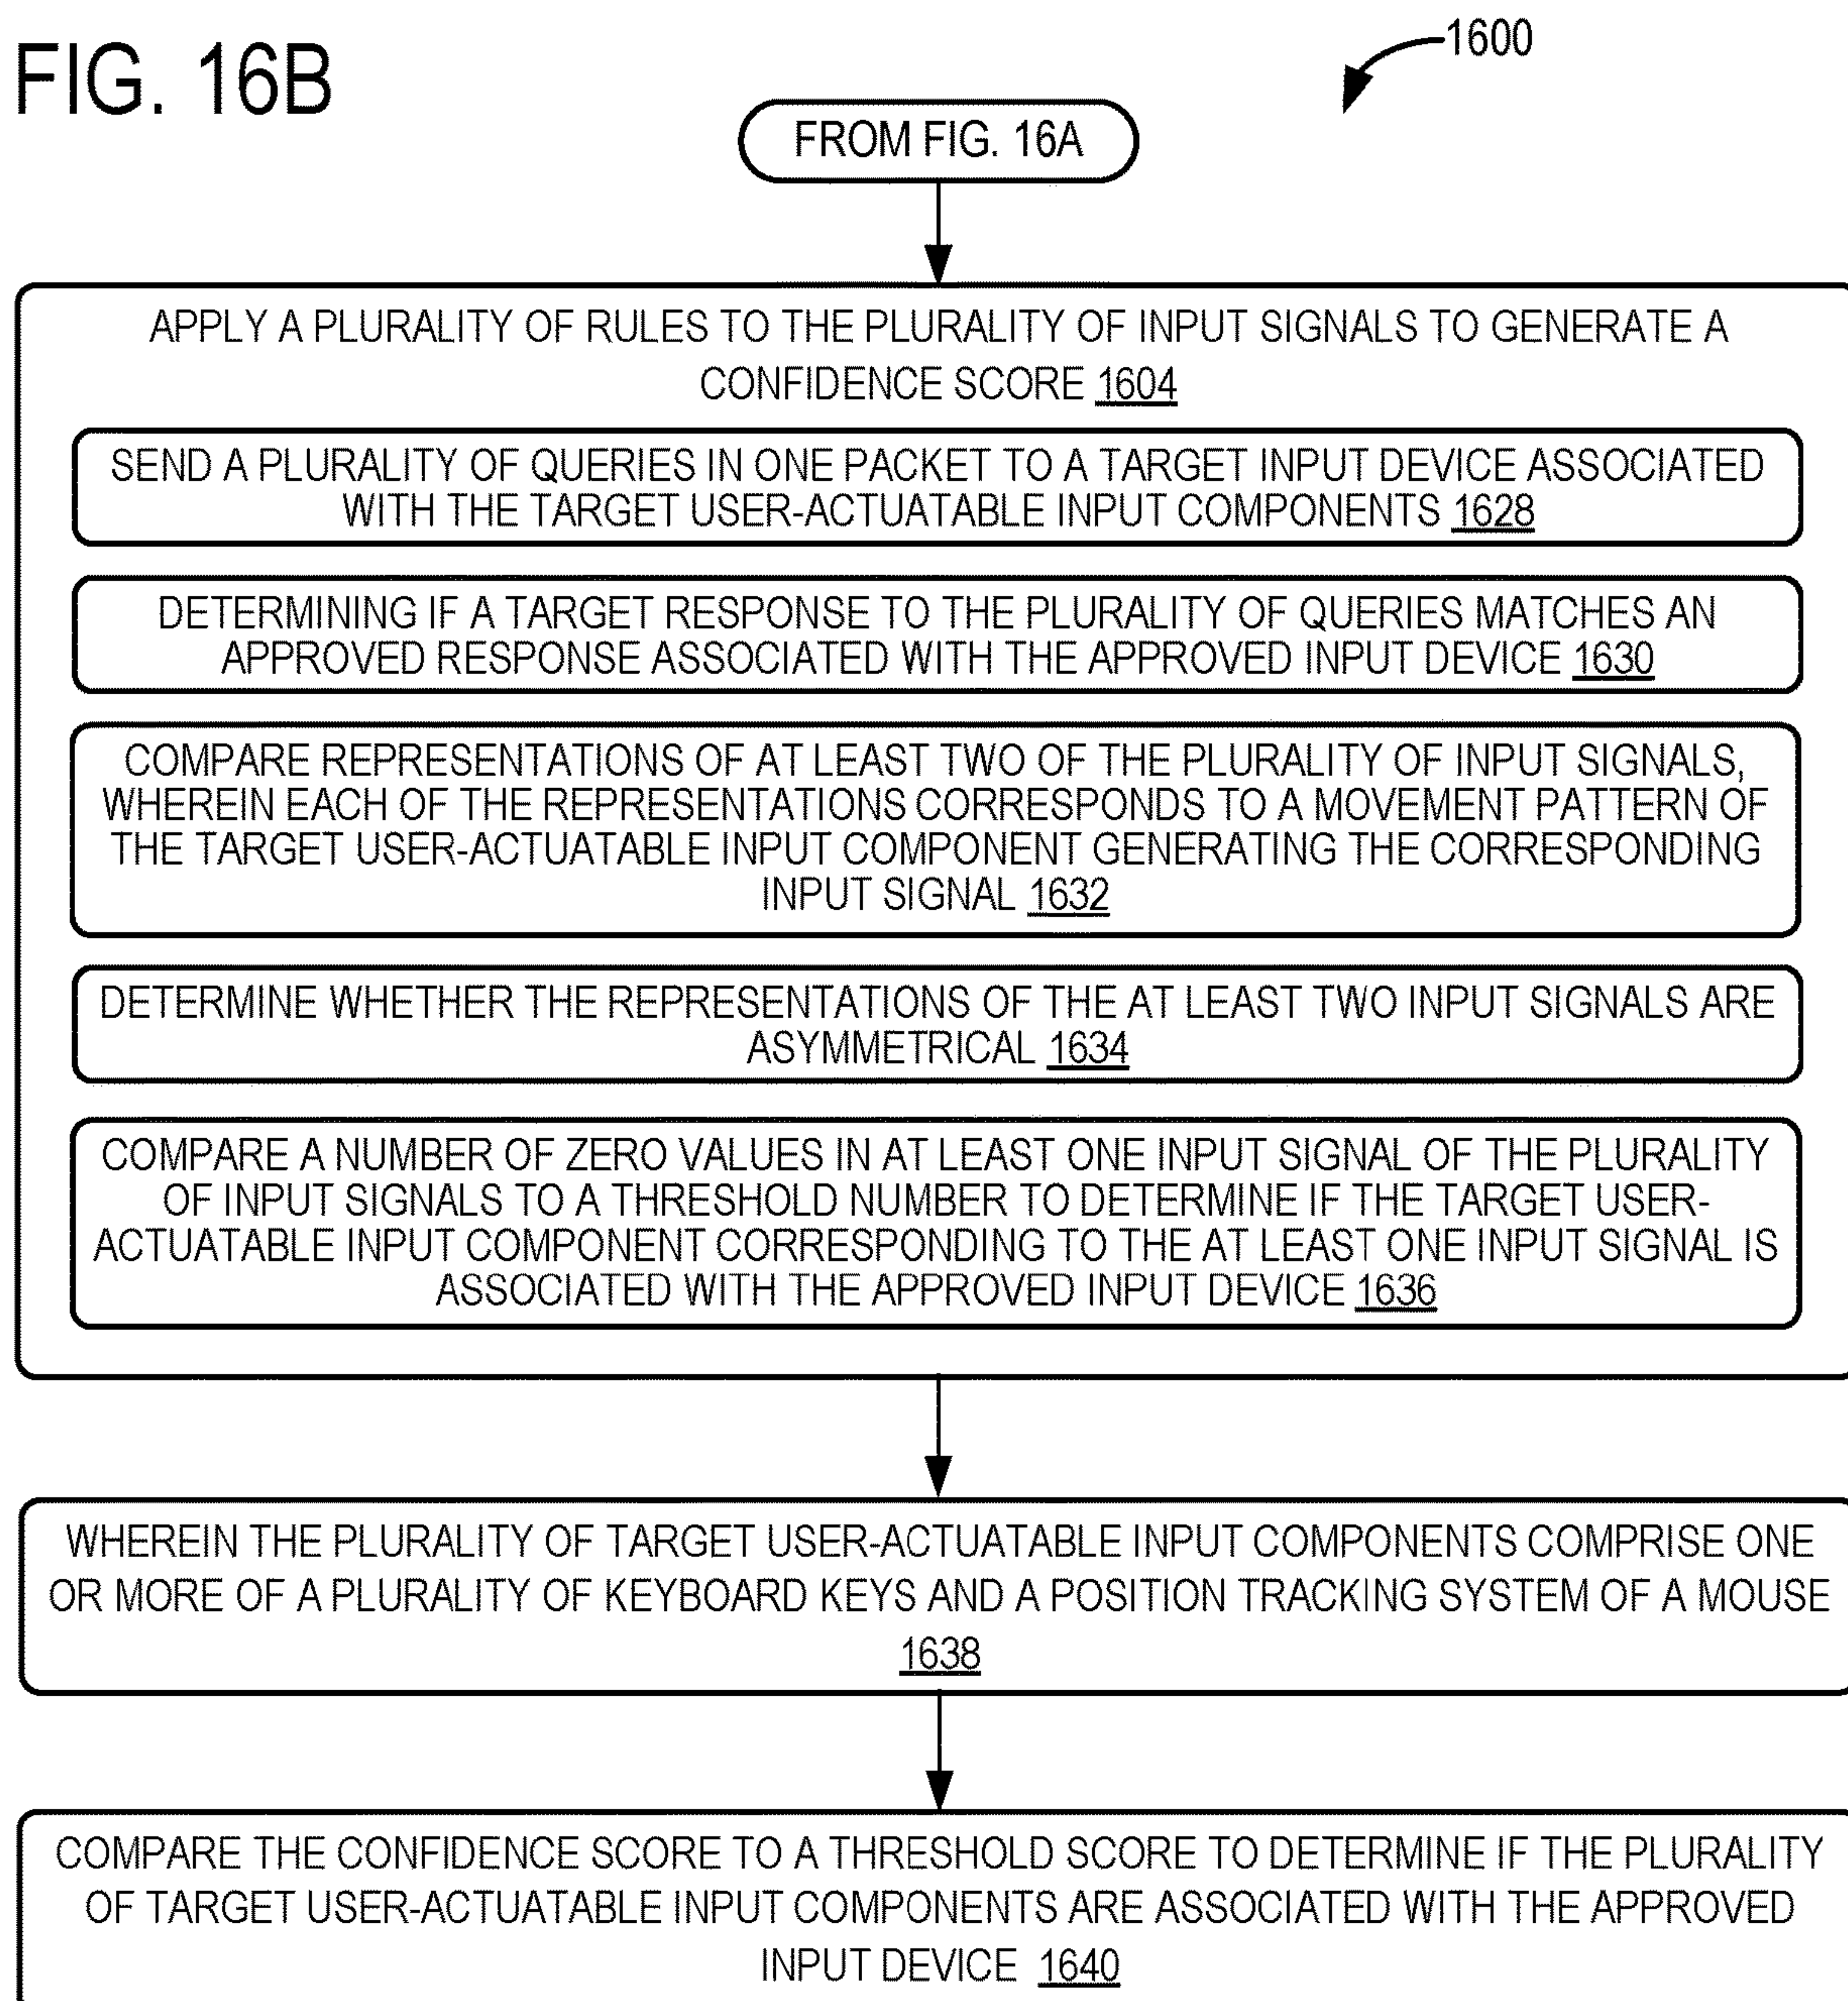 FIG. 16B
1600
FROM FIG. 16A
APPLY A PLURALITY OF RULES TO THE PLURALITY OF INPUT SIGNALS TO GENERATE A
CONFIDENCE SCORE 1604
SEND A PLURALITY OF QUERIES IN ONE PACKET TO A TARGET INPUT DEVICE ASSOCIATED
WITH THE TARGET USER-ACTUATABLE INPUT COMPONENTS 1628
DETERMINING IF A TARGET RESPONSE TO THE PLURALITY OF QUERIES MATCHES AN
APPROVED RESPONSE ASSOCIATED WITH THE APPROVED INPUT DEVICE 1630
COMPARE REPRESENTATIONS OF AT LEAST TWO OF THE PLURALITY OF INPUT SIGNALS,
WHEREIN EACH OF THE REPRESENTATIONS CORRESPONDS TO A MOVEMENT PATTERN OF
THE TARGET USER-ACTUATABLE INPUT COMPONENT GENERATING THE CORRESPONDING
INPUT SIGNAL 1632
DETERMINE WHETHER THE REPRESENTATIONS OF THE AT LEAST TWO INPUT SIGNALS ARE
ASYMMETRICAL 1634
COMPARE A NUMBER OF ZERO VALUES IN AT LEAST ONE INPUT SIGNAL OF THE PLURALITY
OF INPUT SIGNALS TO A THRESHOLD NUMBER TO DETERMINE IF THE TARGET USER-
ACTUATABLE INPUT COMPONENT CORRESPONDING TO THE AT LEAST ONE INPUT SIGNAL IS
ASSOCIATED WITH THE APPROVED INPUT DEVICE 1636
WHEREIN THE PLURALITY OF TARGET USER-ACTUATABLE INPUT COMPONENTS COMPRISE ONE
OR MORE OF A PLURALITY OF KEYBOARD KEYS AND A POSITION TRACKING SYSTEM OF A MOUSE
1638
COMPARE THE CONFIDENCE SCORE TO A THRESHOLD SCORE TO DETERMINE IF THE PLURALITY
OF TARGET USER-ACTUATABLE INPUT COMPONENTS ARE ASSOCIATED WITH THE APPROVED
INPUT DEVICE 1640